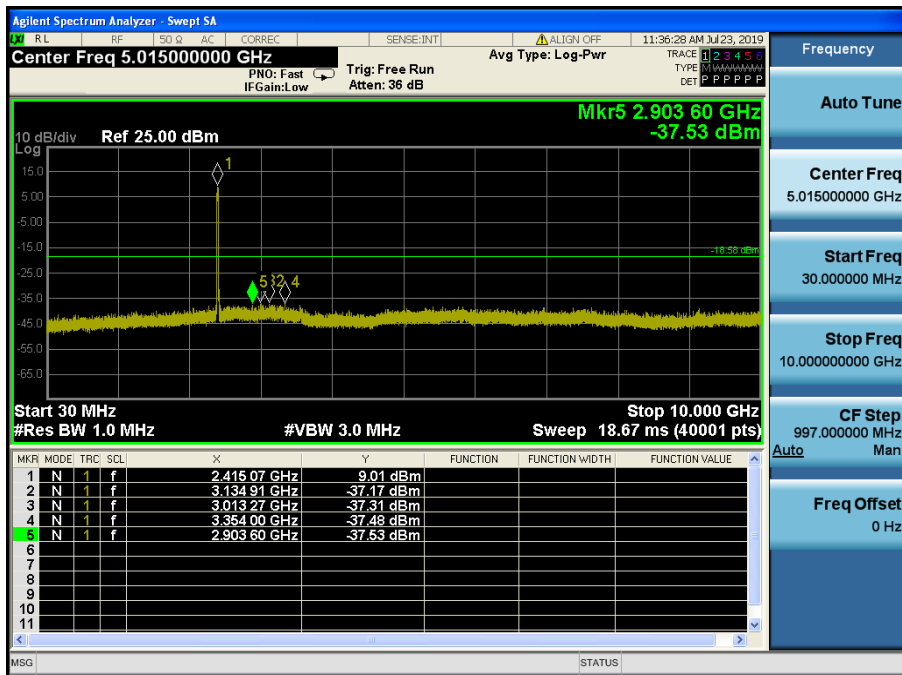 Agilent Spectrum Analyzer - Swept SA
LXI RL RF 50 Ω AC CORREC SENSE:INT ALIGN OFF 11:36:28 AM Jul 23, 2019
Center Freq 5.015000000 GHz
PNO: Fast
IFGain:Low
Trig: Free Run
Atten: 36 dB
Avg Type: Log-Pwr
TRACE 1 2 3 4 5 6
TYPE M W W W W W
DET P P P P P P
Mkr5 2.903 60 GHz
-37.53 dBm
10 dB/div Ref 25.00 dBm
Log
15.0
5.00
-5.00
-15.0
-25.0
-35.0
-45.0
-55.0
-65.0
1
-18.58 dBm
5 3 2 4
Start 30 MHz Stop 10.000 GHz
#Res BW 1.0 MHz #VBW 3.0 MHz Sweep 18.67 ms (40001 pts)
MKR MODE TRC SCL X Y FUNCTION FUNCTION WIDTH FUNCTION VALUE
1 N 1 f 2.415 07 GHz 9.01 dBm
2 N 1 f 3.134 91 GHz -37.17 dBm
3 N 1 f 3.013 27 GHz -37.31 dBm
4 N 1 f 3.354 00 GHz -37.48 dBm
5 N 1 f 2.903 60 GHz -37.53 dBm
6
7
8
9
10
11
MSG STATUS
Frequency
Auto Tune
Center Freq
5.015000000 GHz
Start Freq
30.000000 MHz
Stop Freq
10.000000000 GHz
CF Step
997.000000 MHz
Auto Man
Freq Offset
0 Hz